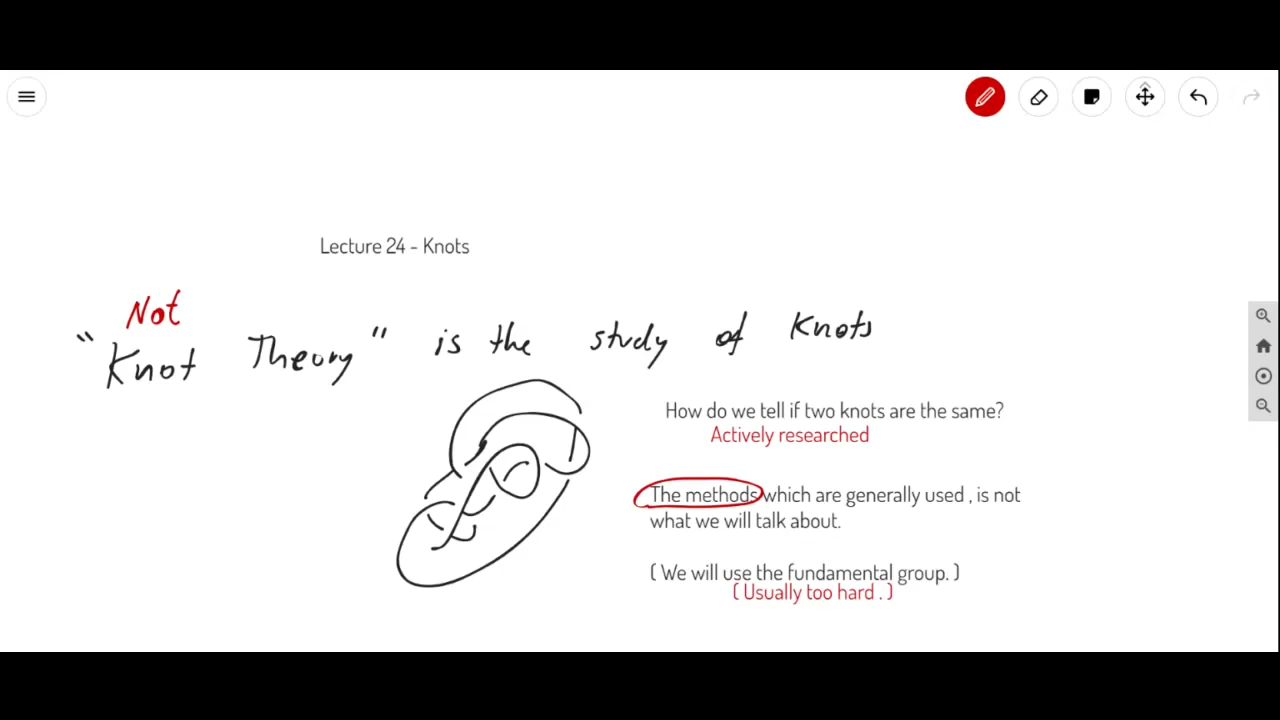 Lecture 24 - Knots
Not
"Knot Theory" is the study of Knots
How do we tell if two knots are the same?
Actively researched
The methods which are generally used , is not
what we will talk about.
( We will use the fundamental group. )
( Usually too hard . )